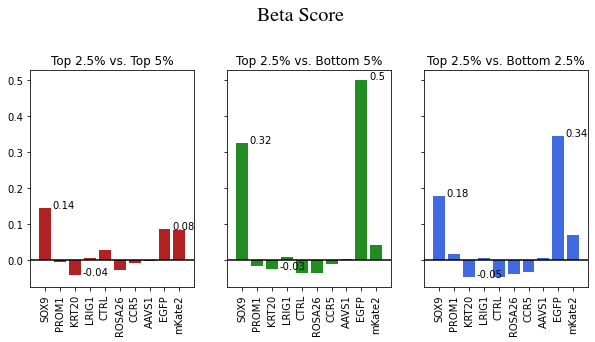 Beta Score
Top 2.5% vs. Top 5%
Top 2.5% vs. Bottom 5%
Top 2.5% vs. Bottom 2.5%
0.5
0.4
0.3
0.2
0.1
0.0
0.14
-0.04
0.08
0.32
-0.03
0.5
0.18
-0.05
0.34
SOX9
PROM1
KRT20
LRIG1
CTRL
ROSA26
CCR5
AAVS1
EGFP
mKate2
SOX9
PROM1
KRT20
LRIG1
CTRL
ROSA26
CCR5
AAVS1
EGFP
mKate2
SOX9
PROM1
KRT20
LRIG1
CTRL
ROSA26
CCR5
AAVS1
EGFP
mKate2